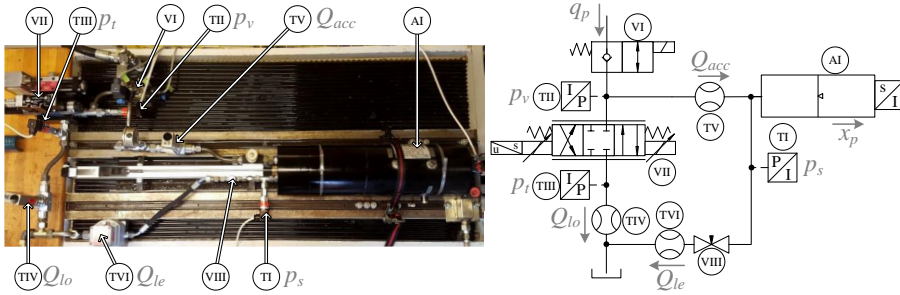 VII TIII p_t VI TII p_v TV Q_acc AI
TIV Q_lo TVI Q_le VIII TI p_s
q_p
VI
AI
Q_acc
p_v TII I P
TV
S I
x_p
u s
VII
TI
P I
p_s
p_t TIII I P
Q_lo TIV TVI
VIII
Q_le